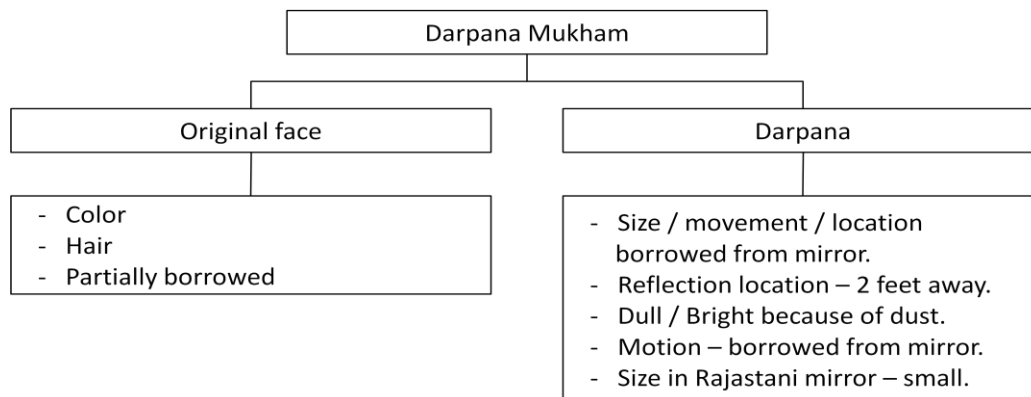 Darpana Mukham
Original face
Darpana
- Color
- Hair
- Partially borrowed
- Size / movement / location
borrowed from mirror.
- Reflection location – 2 feet away.
- Dull / Bright because of dust.
- Motion – borrowed from mirror.
- Size in Rajastani mirror – small.